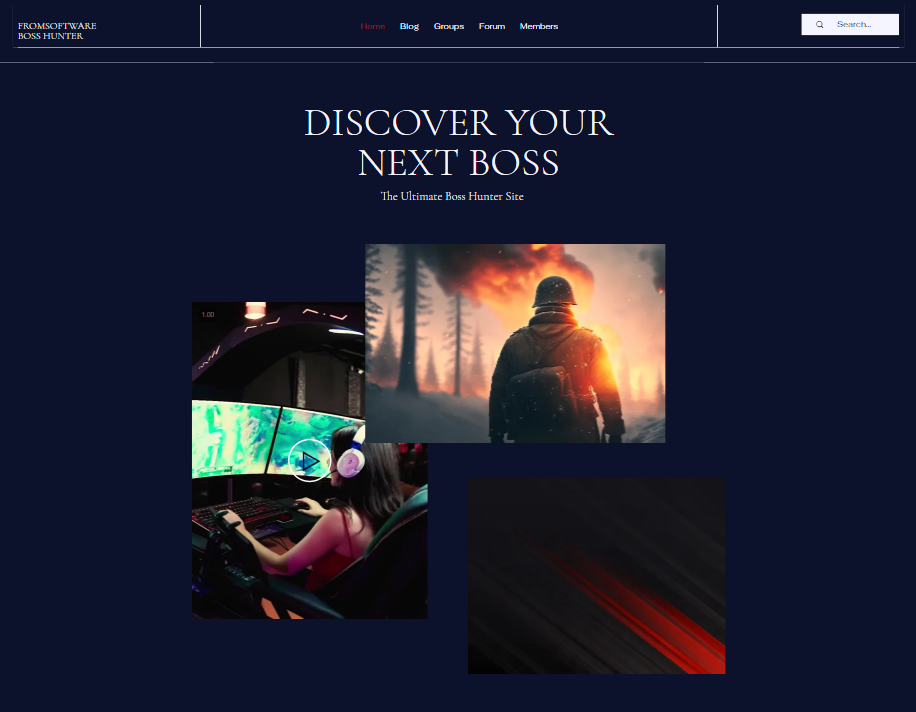 FROMSOFTWARE
BOSS HUNTER
Home Blog Groups Forum Members
Search...
DISCOVER YOUR
NEXT BOSS
The Ultimate Boss Hunter Site
1.00